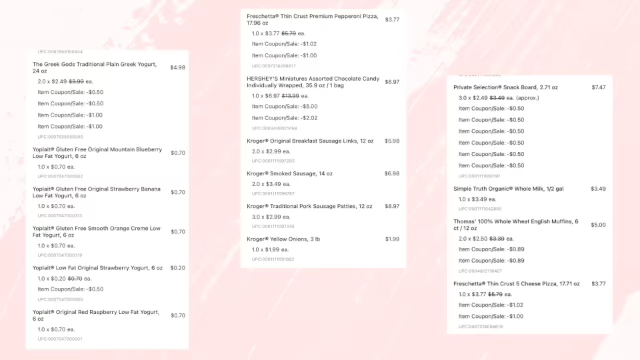 The Greek Gods Traditional Plain Greek Yogurt, $4.98
24 oz
2.0 x $2.49 $3.99 ea.
Item Coupon/Sale: -$0.50
Item Coupon/Sale: -$0.50
Item Coupon/Sale: -$1.00
Item Coupon/Sale: -$1.00
Yoplait® Gluten Free Original Mountain Blueberry $0.70
Low Fat Yogurt, 6 oz
1.0 x $0.70 ea.
Yoplait® Gluten Free Original Strawberry Banana $0.70
Low Fat Yogurt, 6 oz
1.0 x $0.70 ea.
Yoplait® Gluten Free Smooth Orange Creme Low $0.70
Fat Yogurt, 6 oz
1.0 x $0.70 ea.
Yoplait® Low Fat Original Strawberry Yogurt, 6 oz $0.20
1.0 x $0.20 $0.70 ea.
Item Coupon/Sale: -$0.50
Yoplait® Original Red Raspberry Low Fat Yogurt, $0.70
6 oz
1.0 x $0.70 ea.
Freschetta® Thin Crust Premium Pepperoni Pizza, $3.77
17.96 oz
1.0 x $3.77 $5.79 ea.
Item Coupon/Sale: -$1.02
Item Coupon/Sale: -$1.00
HERSHEY'S Miniatures Assorted Chocolate Candy $6.97
Individually Wrapped, 35.9 oz / 1 bag
1.0 x $6.97 $13.99 ea.
Item Coupon/Sale: -$5.00
Item Coupon/Sale: -$2.02
Kroger® Original Breakfast Sausage Links, 12 oz $5.98
2.0 x $2.99 ea.
Kroger® Smoked Sausage, 14 oz $6.98
2.0 x $3.49 ea.
Kroger® Traditional Pork Sausage Patties, 12 oz $8.97
3.0 x $2.99 ea.
Kroger® Yellow Onions, 3 lb $1.99
1.0 x $1.99 ea.
Private Selection® Snack Board, 2.71 oz $7.47
3.0 x $2.49 $3.49 ea. (approx.)
Item Coupon/Sale: -$0.50
Item Coupon/Sale: -$0.50
Item Coupon/Sale: -$0.50
Item Coupon/Sale: -$0.50
Item Coupon/Sale: -$0.50
Item Coupon/Sale: -$0.50
Simple Truth Organic® Whole Milk, 1/2 gal $3.49
1.0 x $3.49 ea.
Thomas' 100% Whole Wheat English Muffins, 6 $5.00
ct / 12 oz
2.0 x $2.50 $3.39 ea.
Item Coupon/Sale: -$0.89
Item Coupon/Sale: -$0.89
Freschetta® Thin Crust 5 Cheese Pizza, 17.71 oz $3.77
1.0 x $3.77 $5.79 ea.
Item Coupon/Sale: -$1.02
Item Coupon/Sale: -$1.00